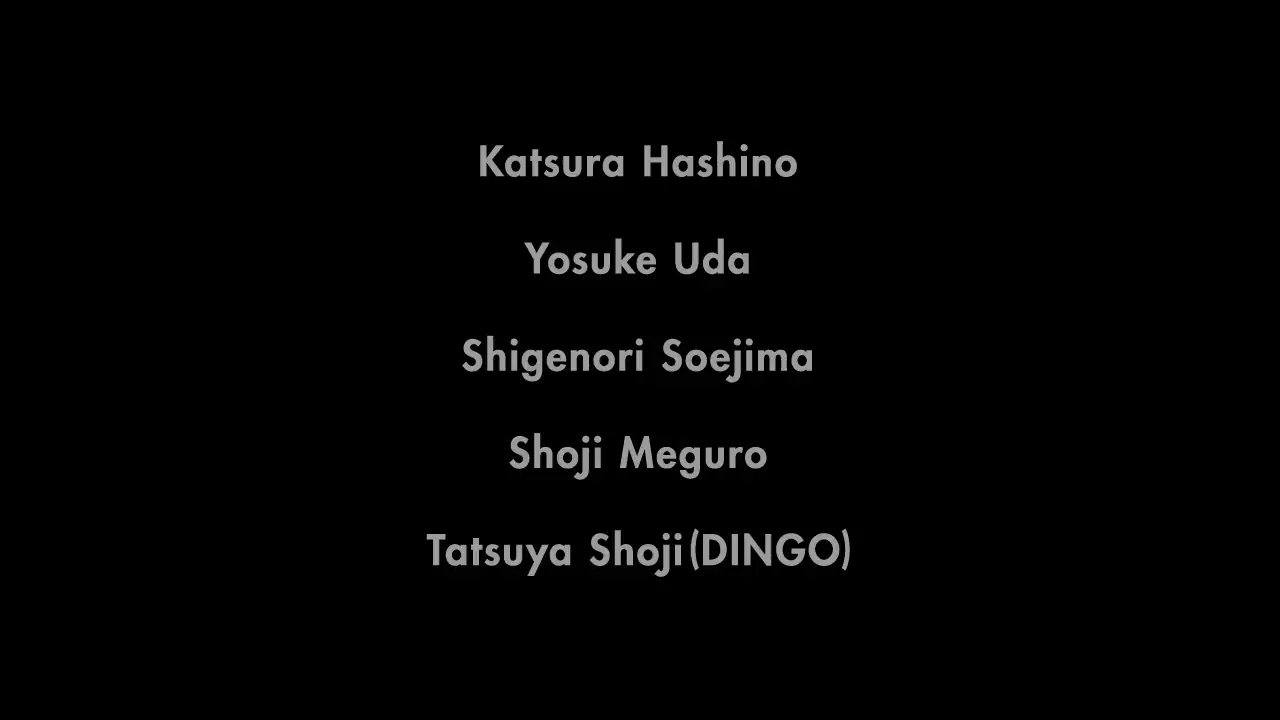 Katsura Hashino
Yosuke Uda
Shigenori Soejima
Shoji Meguro
Tatsuya Shoji(DINGO)